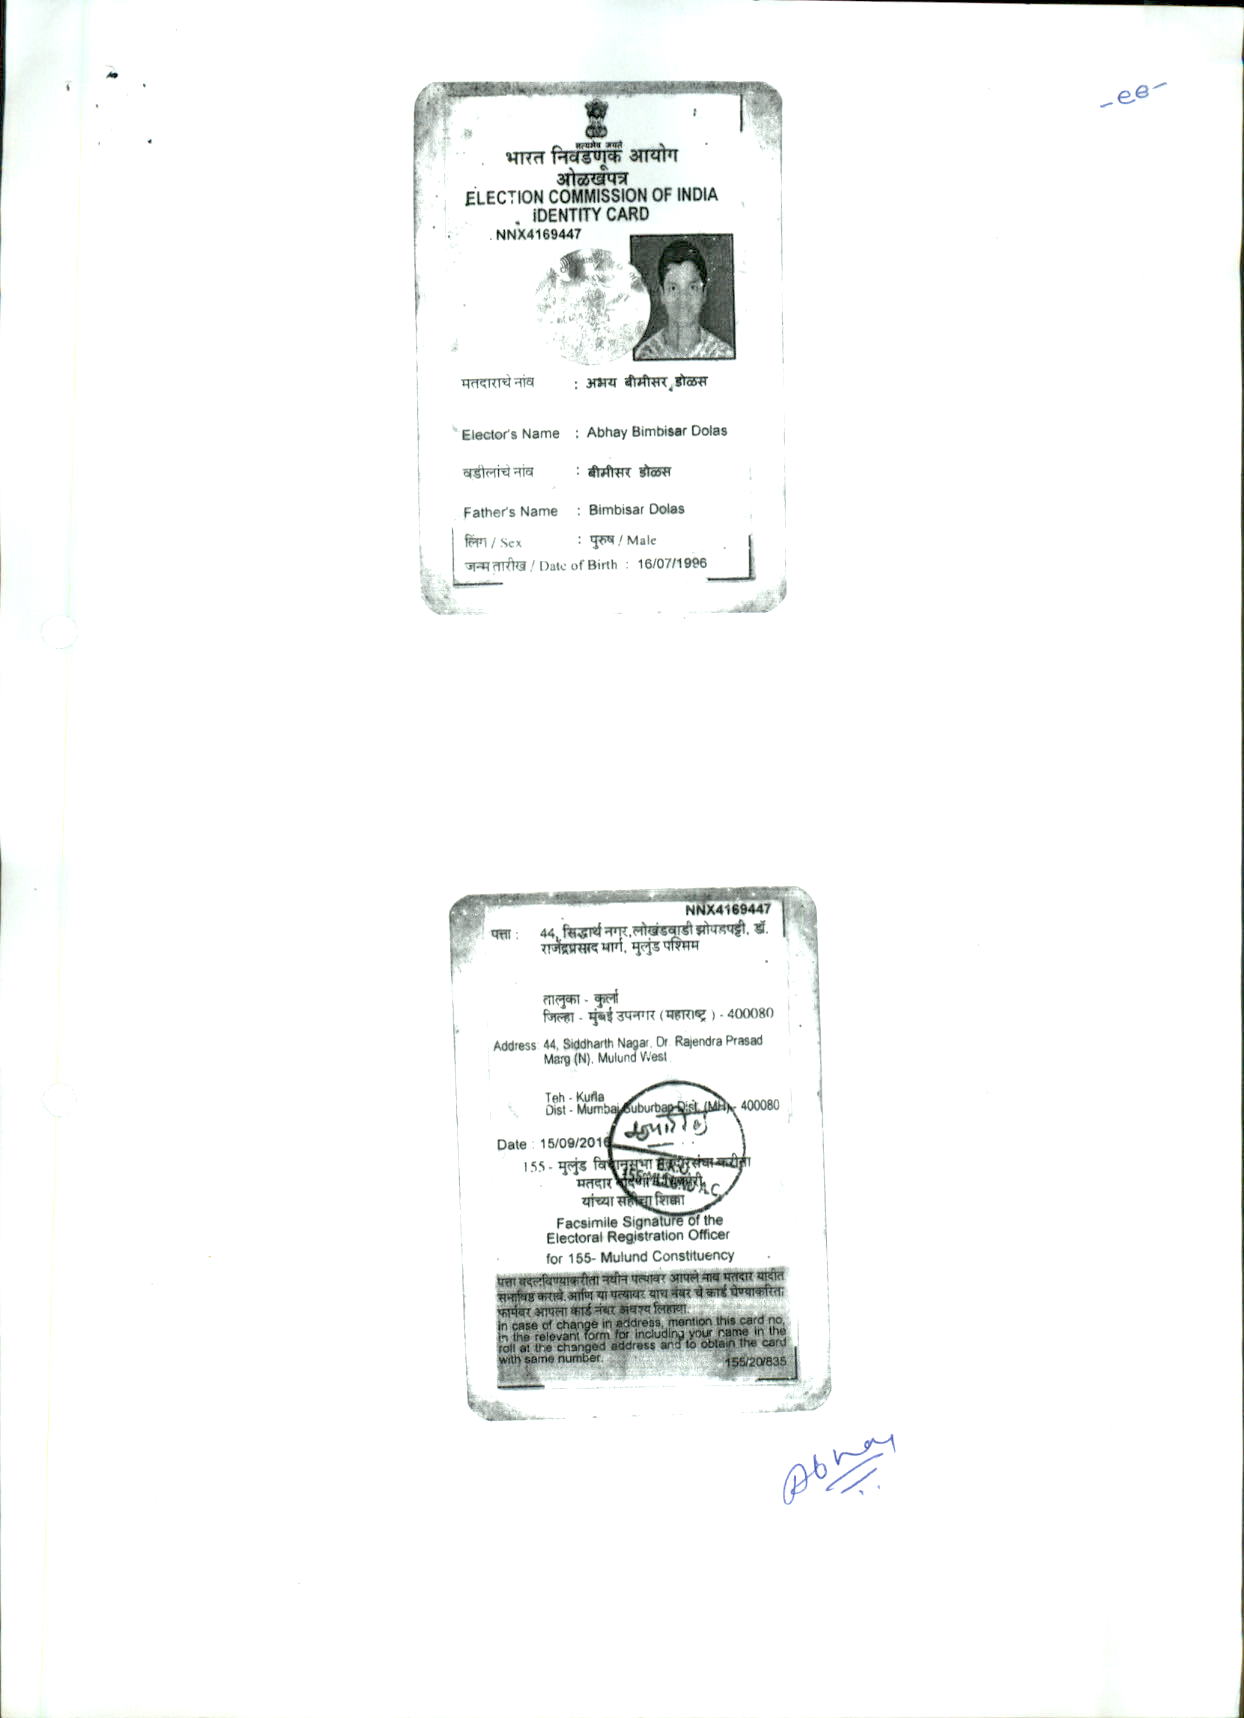 सत्यमेव जयते
भारत निवडणूक आयोग
ओळखपत्र
ELECTION COMMISSION OF INDIA
IDENTITY CARD
NNX4169447
मतदाराचे नांव : अभय बीमीसर डोळस
Elector's Name : Abhay Bimbisar Dolas
वडीलांचे नांव : बीमीसर डोळस
Father's Name : Bimbisar Dolas
लिंग / Sex : पुरुष / Male
जन्म तारीख / Date of Birth : 16/07/1996
NNX4169447
पत्ता : 44, सिद्धार्थ नगर,लोखंडवाडी झोपडपट्टी, डॉ.
राजेंद्रप्रसाद मार्ग, मुलुंड पश्मिम
तालुका - कुर्ला
जिल्हा - मुंबई उपनगर ( महाराष्ट्र ) - 400080
Address: 44, Siddharth Nagar, Dr. Rajendra Prasad
Marg (N), Mulund West
Teh - Kurla
Dist - Mumbai Suburban Dist. (MH) - 400080
Date : 15/09/2016
155 - मुलुंड विधानसभा करीता
मतदार
यांच्या सहीचा शिक्का
Facsimile Signature of the
Electoral Registration Officer
for 155- Mulund Constituency
पत्ता बदलविण्याकरीता नवीन पत्त्यावर आपले नाव मतदार यादीत
समाविष्ठ करावे. आणि या पत्यावर याच नंबर चे कार्ड घेण्याकरिता
फार्मवर आपला कार्ड नंबर अवश्य लिहावा.
In case of change in address, mention this card no,
in the relevant form for including your name in the
roll at the changed address and to obtain the card
with same number.
155/20/835
Abhay